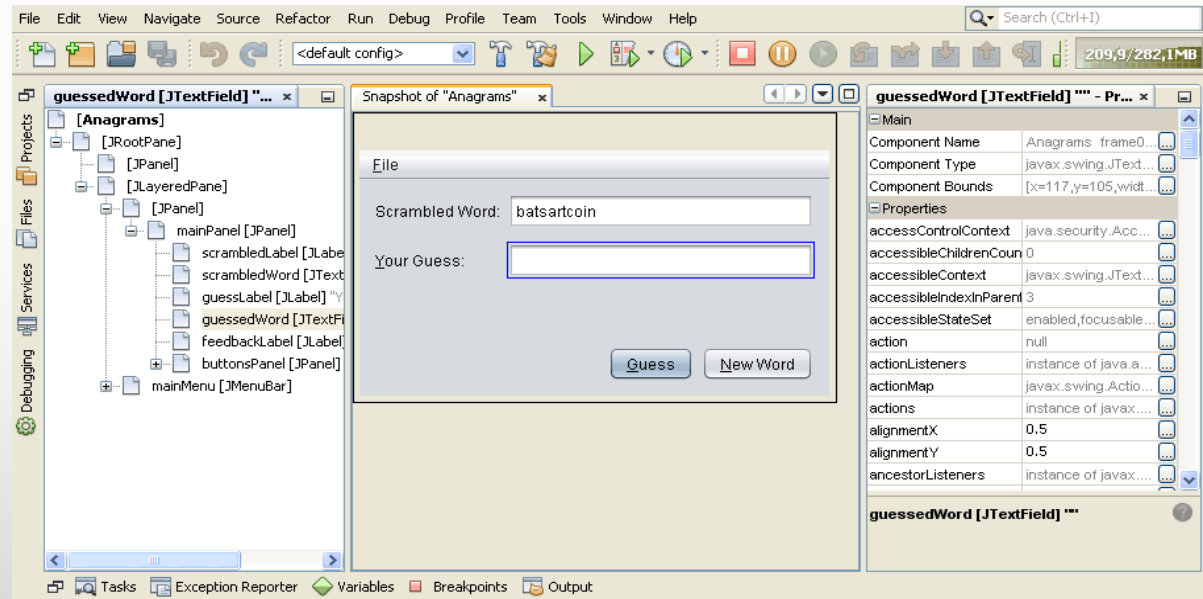 File Edit View Navigate Source Refactor Run Debug Profile Team Tools Window Help
Search (Ctrl+I)
<default config>
209,9/282,1MB
Projects
Files
Services
Debugging
guessedWord [JTextField] "... x
[Anagrams]
[JRootPane]
[JPanel]
[JLayeredPane]
[JPanel]
mainPanel [JPanel]
scrambledLabel [JLabe
scrambledWord [JText
guessLabel [JLabel] "Y
guessedWord [JTextFi
feedbackLabel [JLabel]
buttonsPanel [JPanel]
mainMenu [JMenuBar]
Snapshot of "Anagrams" x
File
Scrambled Word: batsartcoin
Your Guess:
Guess New Word
guessedWord [JTextField] "" - Pr... x
Main
Component Name Anagrams frame0... ...
Component Type javax.swing.JText... ...
Component Bounds [x=117,y=105,widt... ...
Properties
accessControlContext java.security.Acc... ...
accessibleChildrenCoun 0 ...
accessibleContext javax.swing.JText... ...
accessibleIndexInParent 3 ...
accessibleStateSet enabled,focusable... ...
action null ...
actionListeners instance of java.a... ...
actionMap javax.swing.Actio... ...
actions instance of javax.... ...
alignmentX 0.5 ...
alignmentY 0.5 ...
ancestorListeners instance of javax.... ...
guessedWord [JTextField] "" ?
Tasks Exception Reporter Variables Breakpoints Output